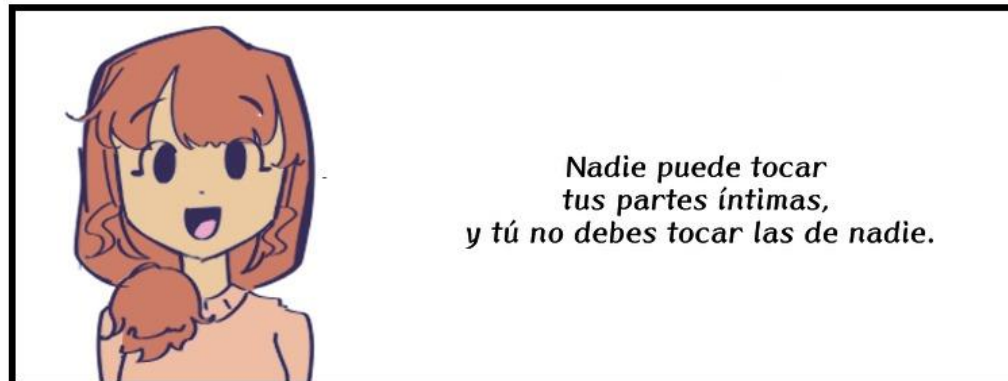 Nadie puede tocar
tus partes íntimas,
y tú no debes tocar las de nadie.